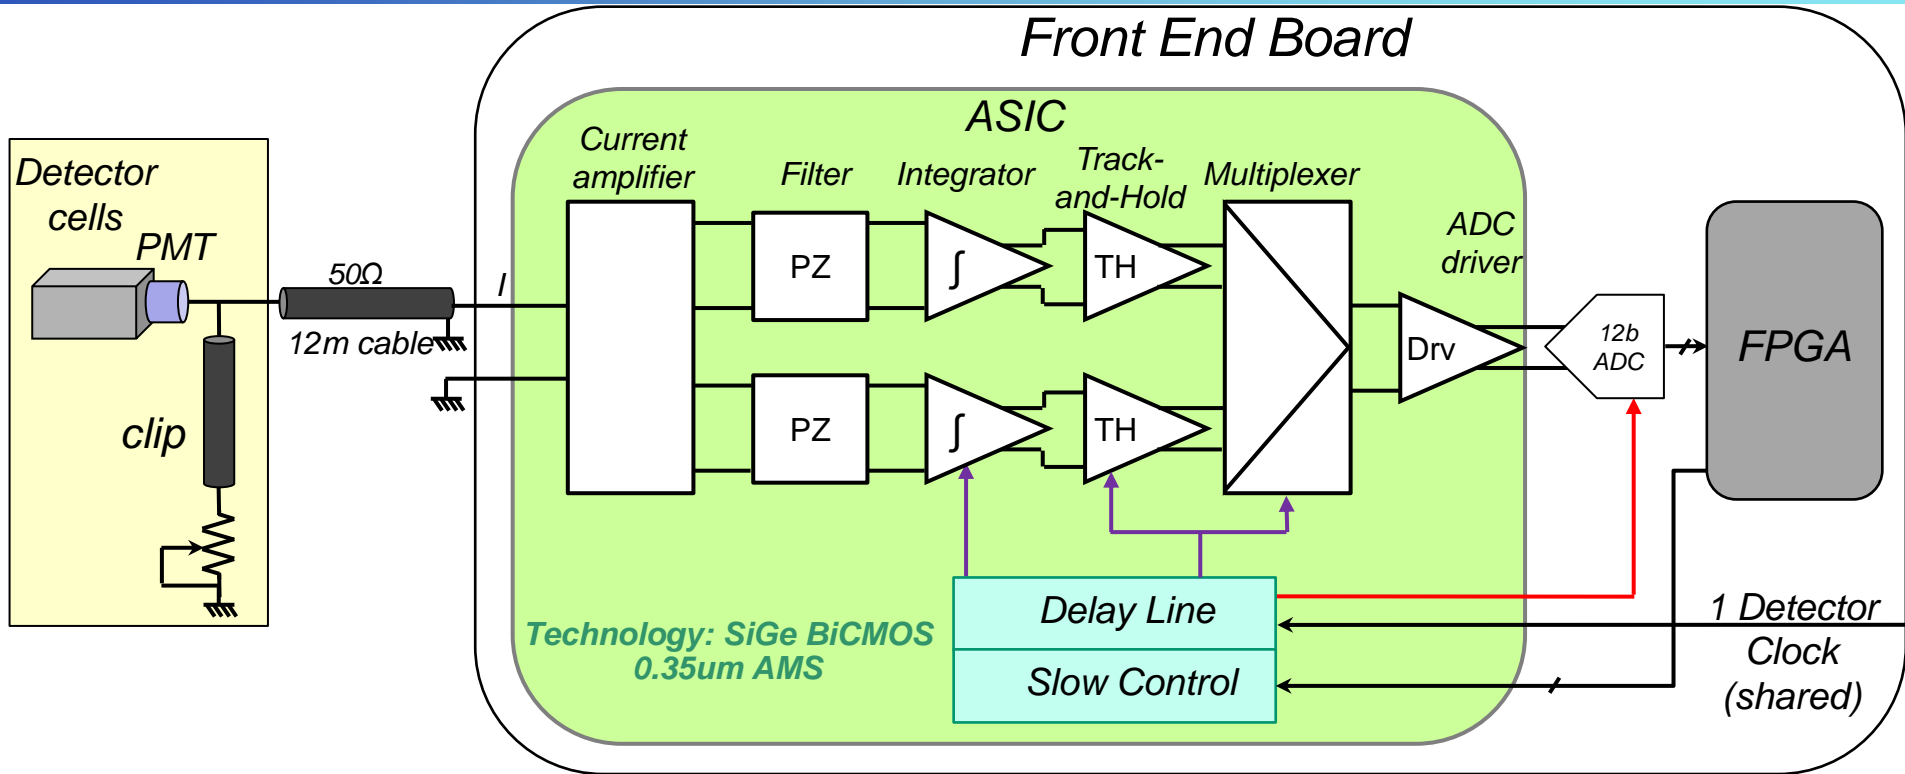 Front End Board
ASIC
Detector
cells
PMT
50Ω
12m cable
clip
I
Current
amplifier
Filter
Integrator
Track-
and-Hold
Multiplexer
ADC
driver
PZ
∫
TH
PZ
∫
TH
Drv
12b
ADC
FPGA
Delay Line
Slow Control
Technology: SiGe BiCMOS
0.35um AMS
1 Detector
Clock
(shared)